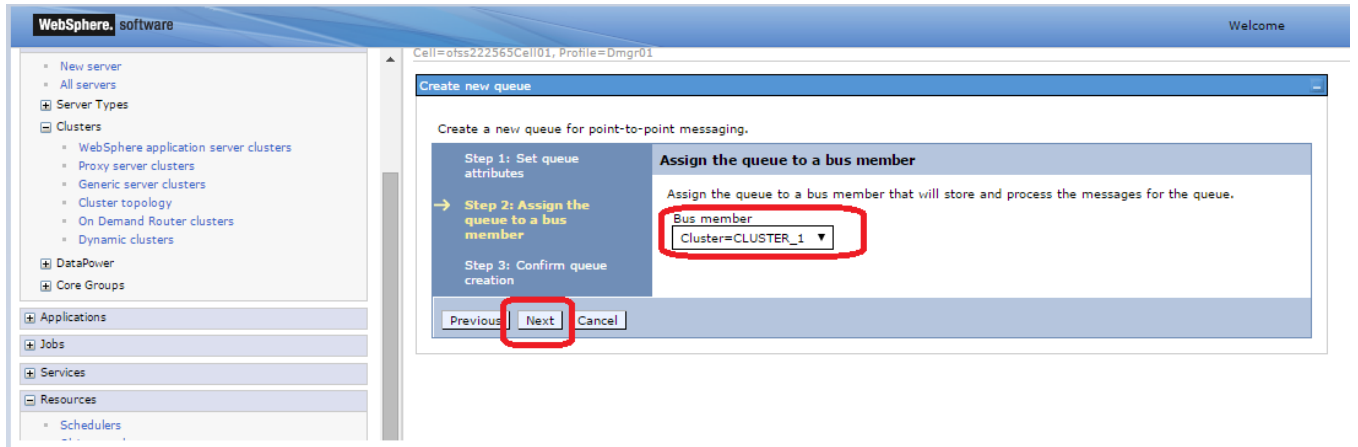 WebSphere. software
Welcome
Cell=ofss222565Cell01, Profile=Dmgr01
New server
All servers
Server Types
Clusters
WebSphere application server clusters
Proxy server clusters
Generic server clusters
Cluster topology
On Demand Router clusters
Dynamic clusters
DataPower
Core Groups
Applications
Jobs
Services
Resources
Schedulers
Create new queue
Create a new queue for point-to-point messaging.
Step 1: Set queue
attributes
Step 2: Assign the
queue to a bus
member
Step 3: Confirm queue
creation
Assign the queue to a bus member
Assign the queue to a bus member that will store and process the messages for the queue.
Bus member
Cluster=CLUSTER_1
Previous Next Cancel